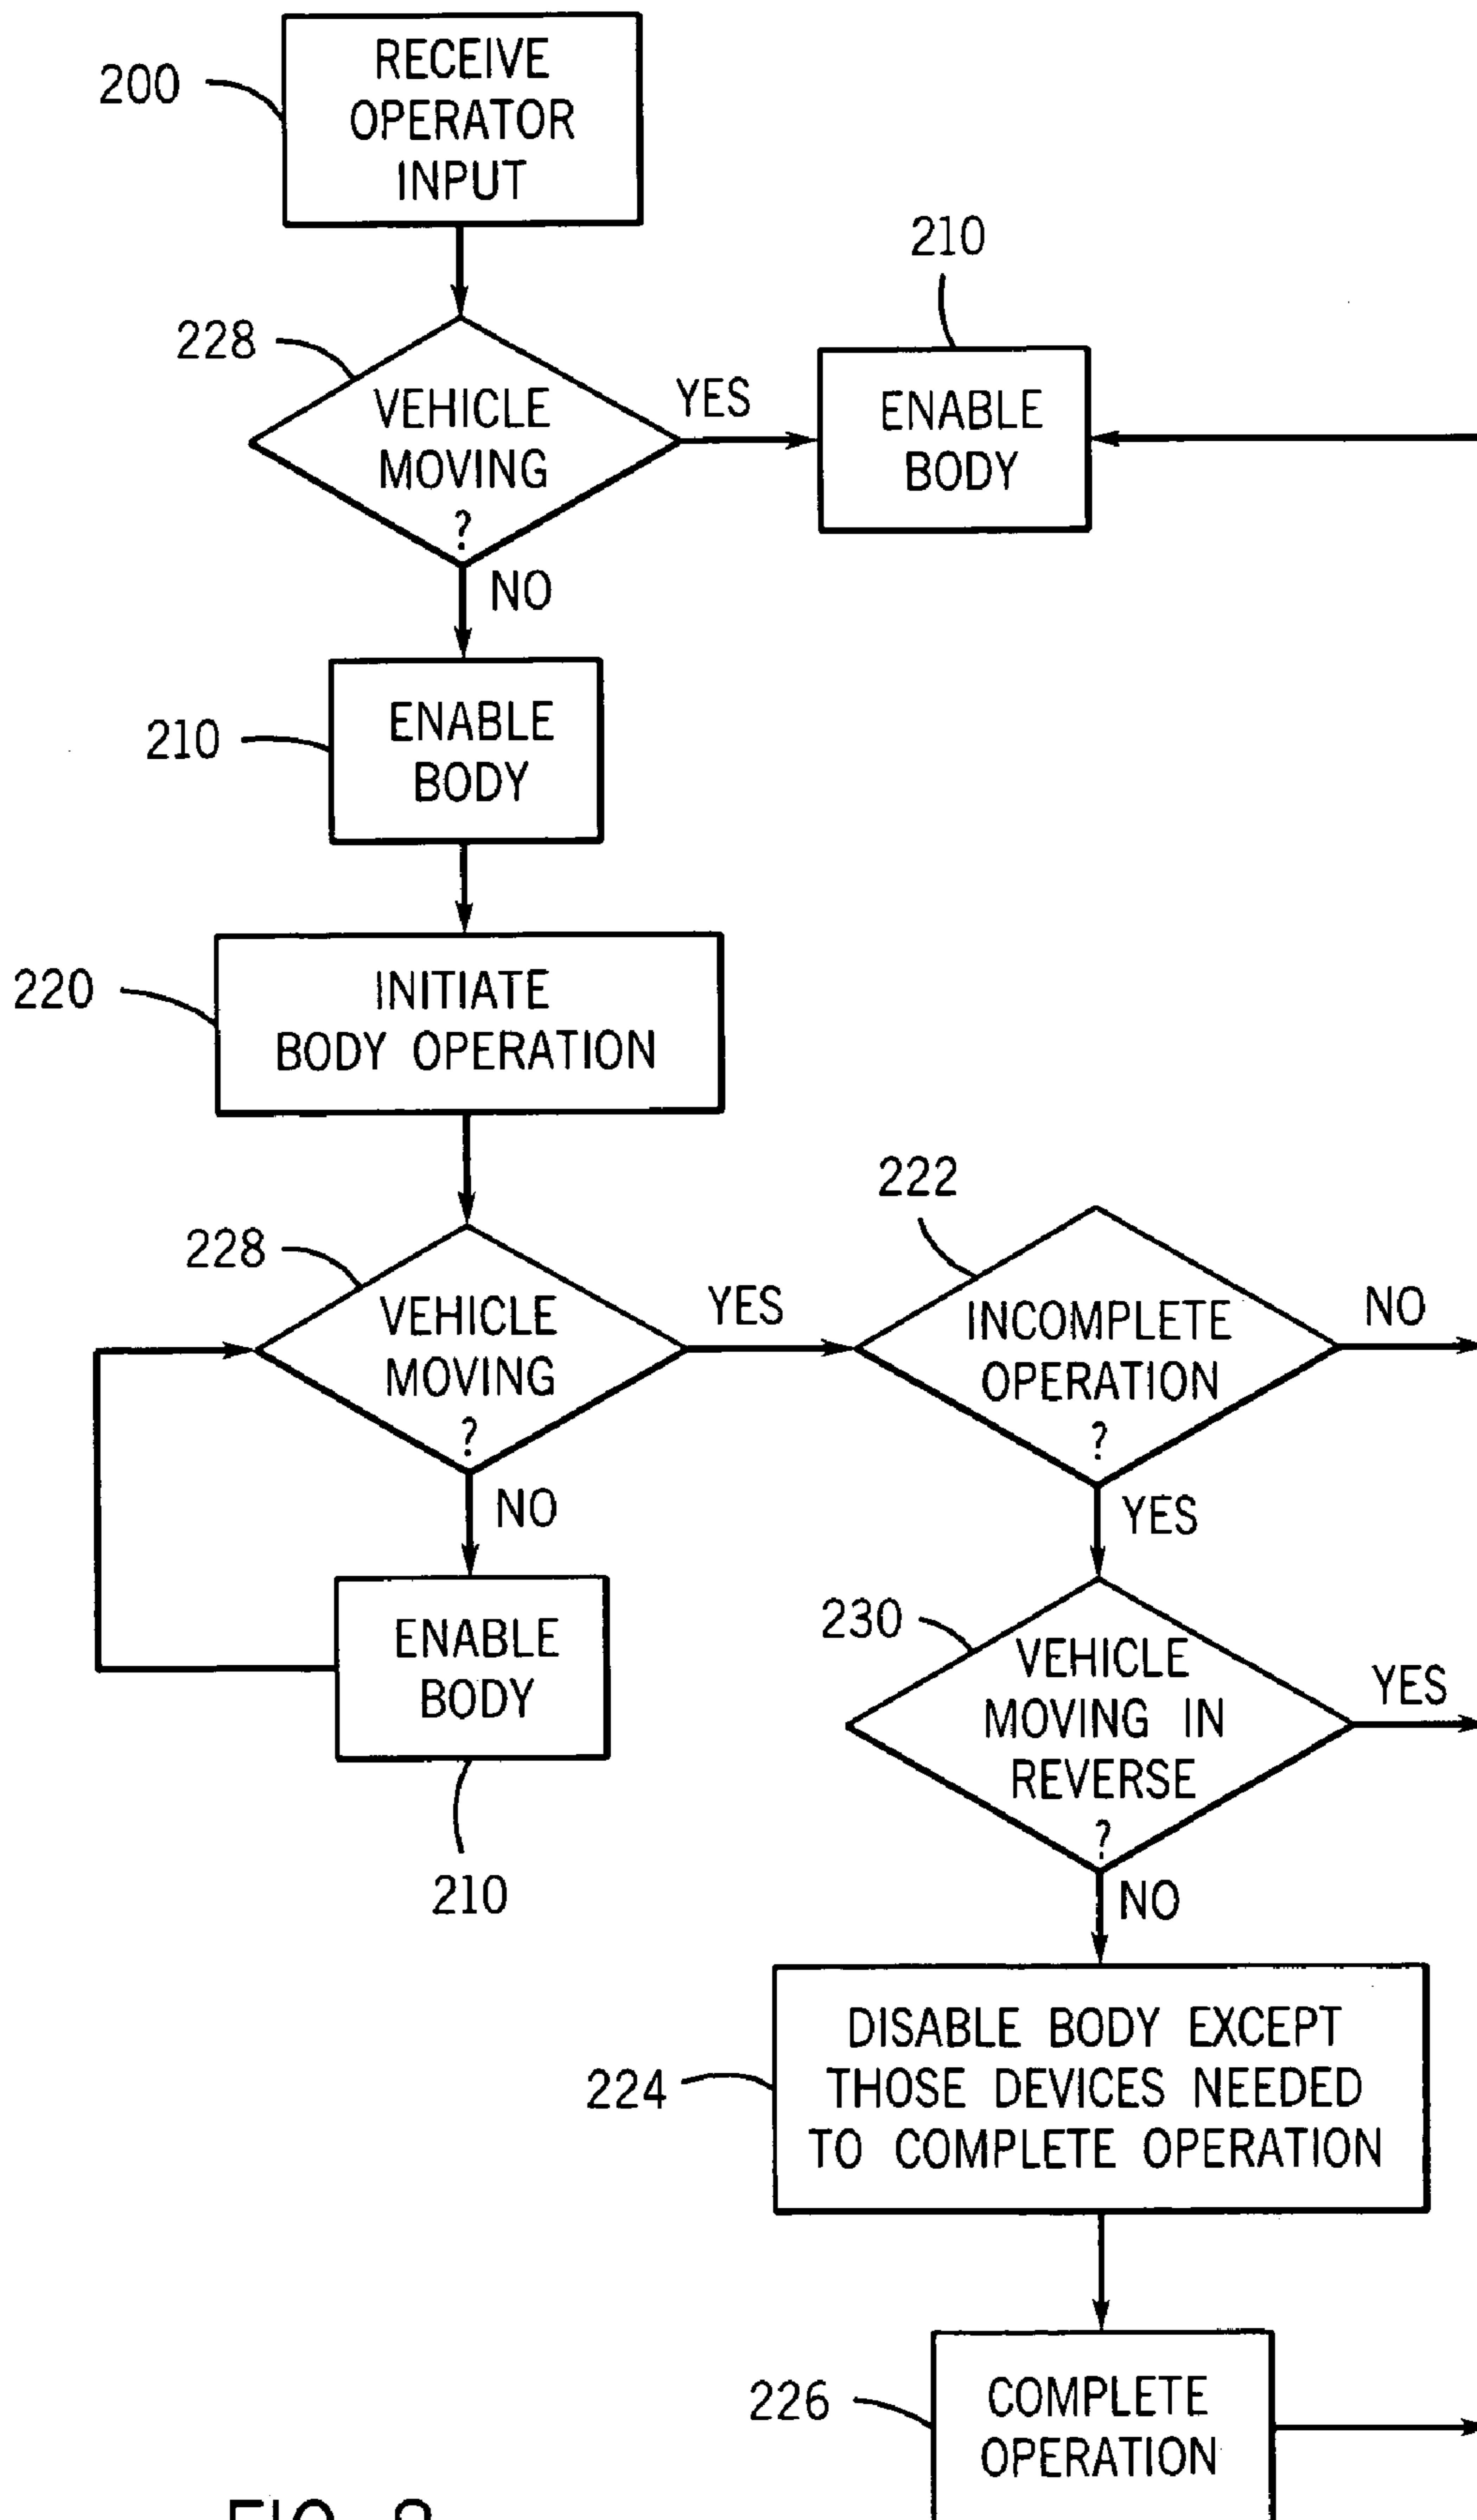 200
RECEIVE
OPERATOR
INPUT
210
228
VEHICLE
MOVING
?
YES
ENABLE
BODY
NO
210
ENABLE
BODY
220
INITIATE
BODY OPERATION
222
228
VEHICLE
MOVING
?
YES
INCOMPLETE
OPERATION
?
NO
NO
YES
ENABLE
BODY
210
230
VEHICLE
MOVING IN
REVERSE
?
YES
NO
224
DISABLE BODY EXCEPT
THOSE DEVICES NEEDED
TO COMPLETE OPERATION
226
COMPLETE
OPERATION